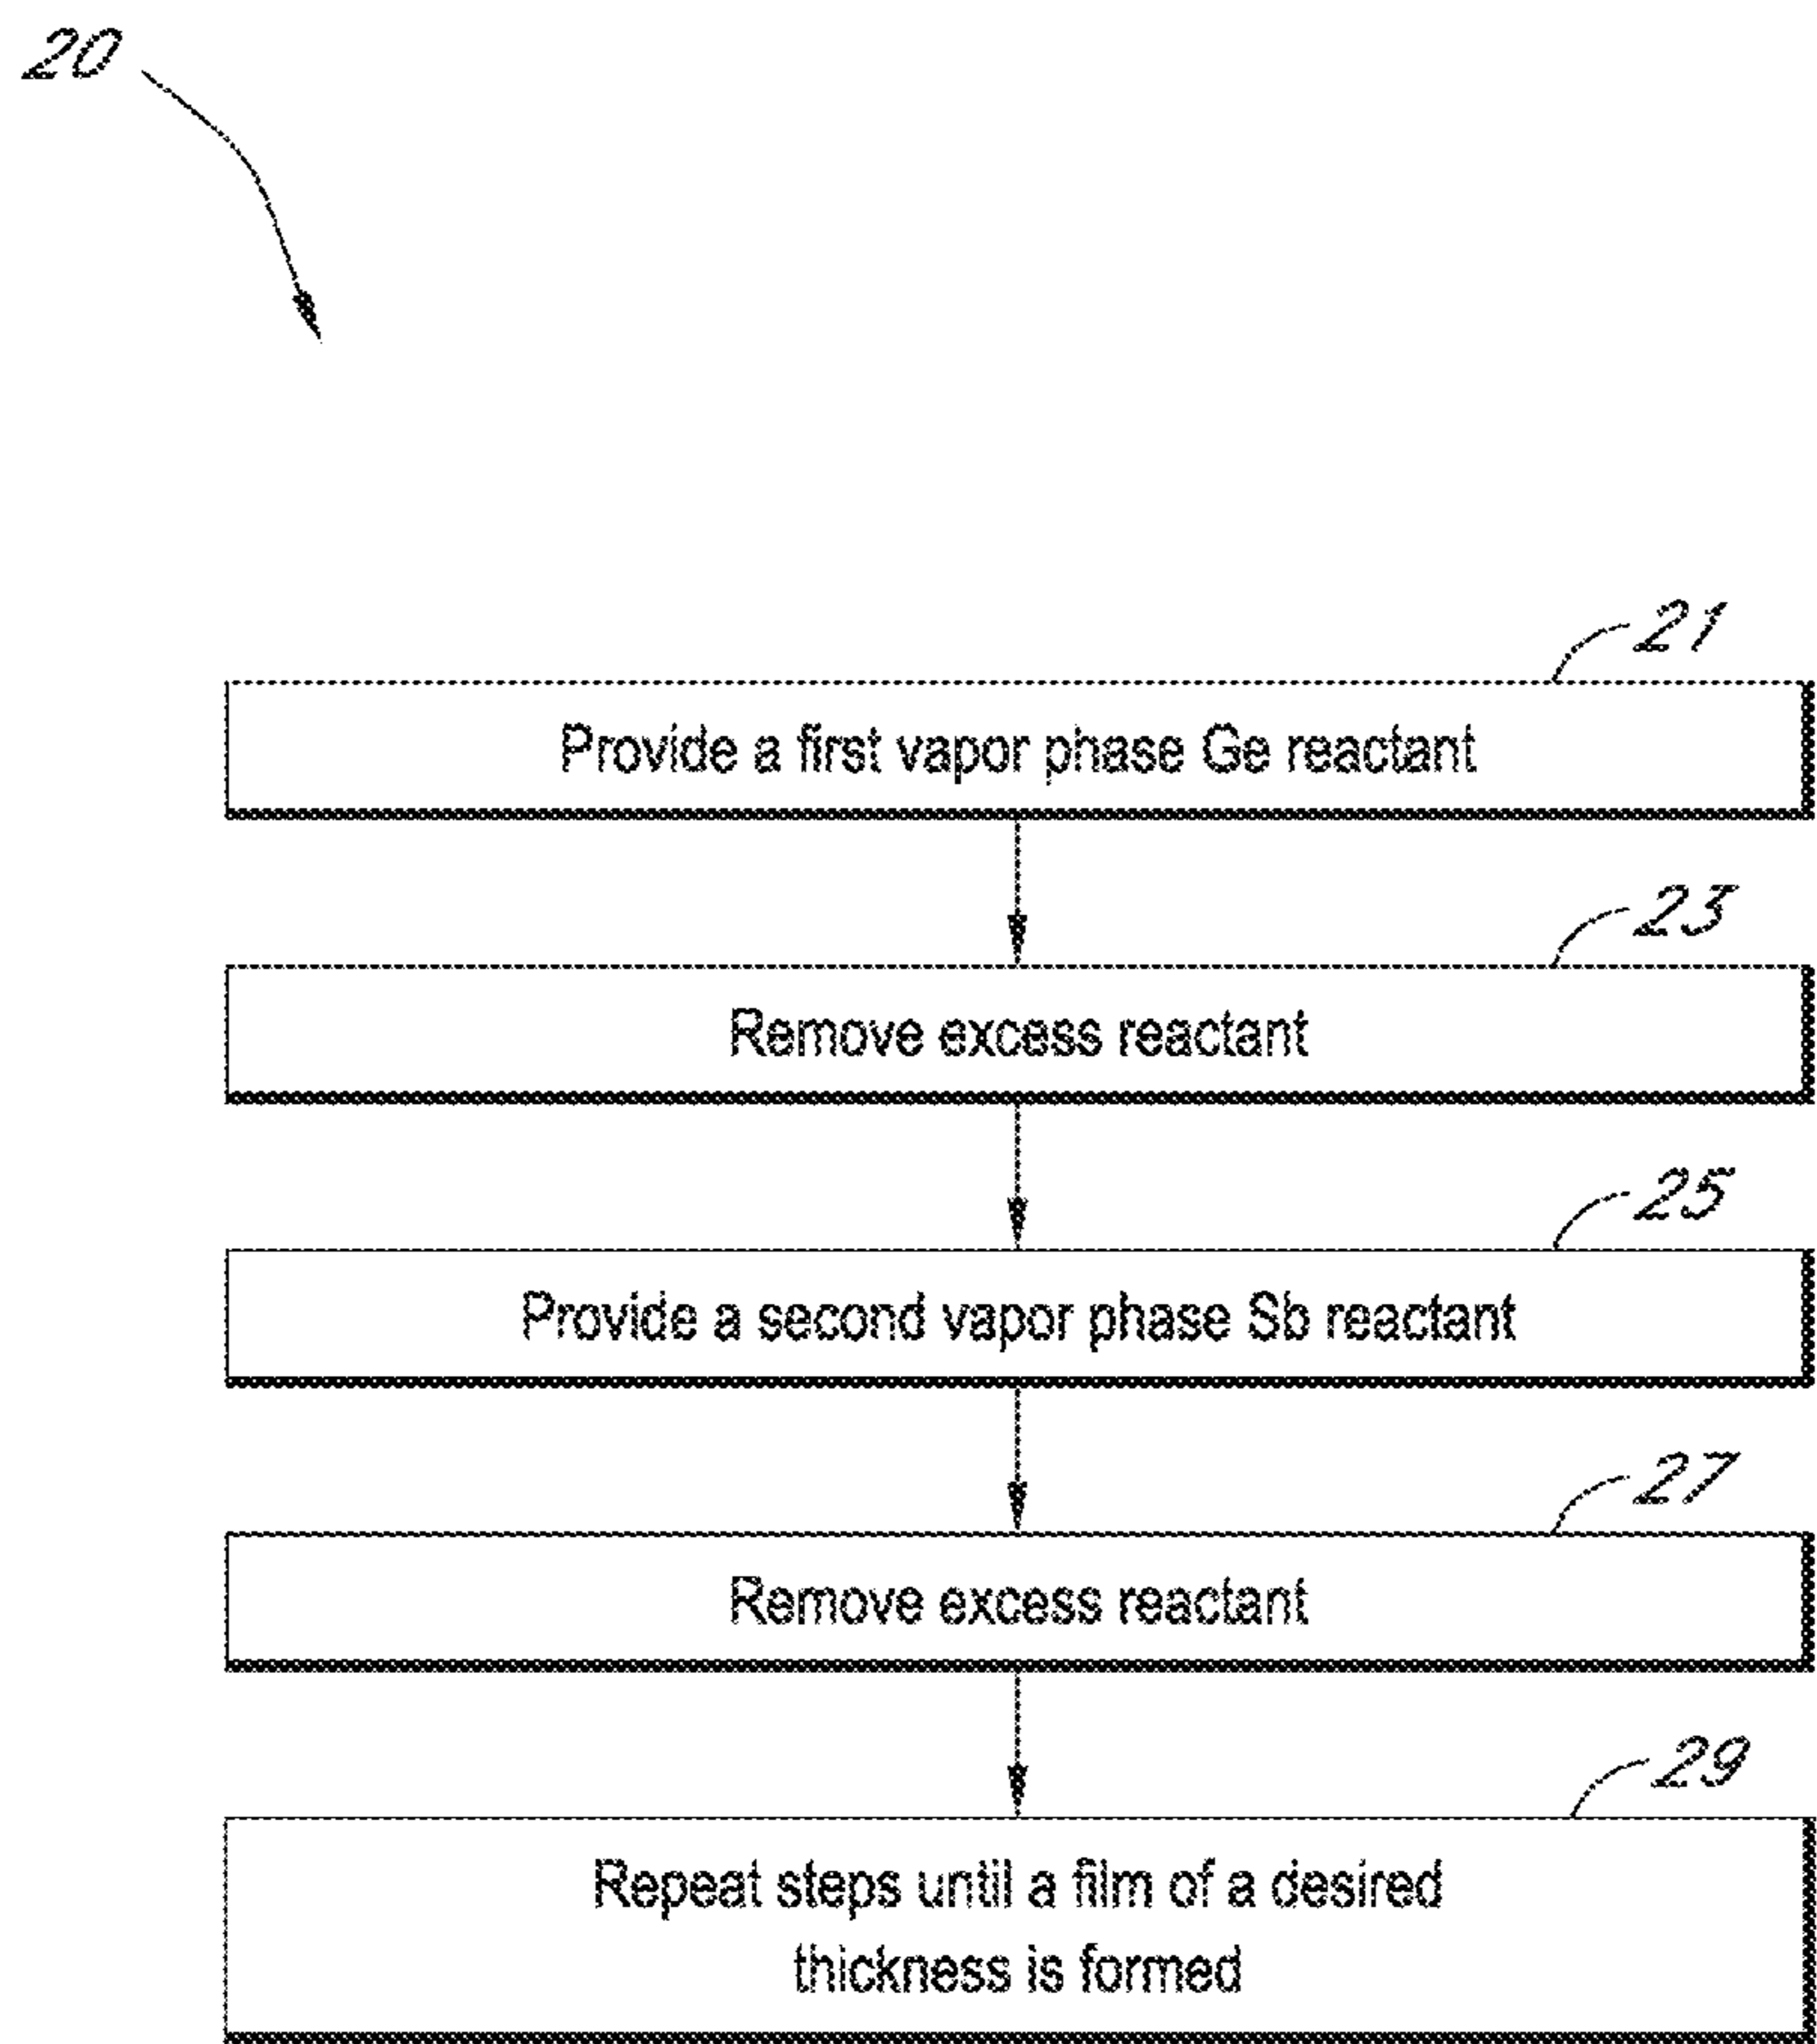 20
21
Provide a first vapor phase Ge reactant
23
Remove excess reactant
25
Provide a second vapor phase Sb reactant
27
Remove excess reactant
29
Repeat steps until a film of a desired
thickness is formed